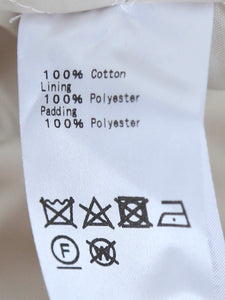 100% Cotton
Lining
100% Polyester
Padding
100% Polyester
F W